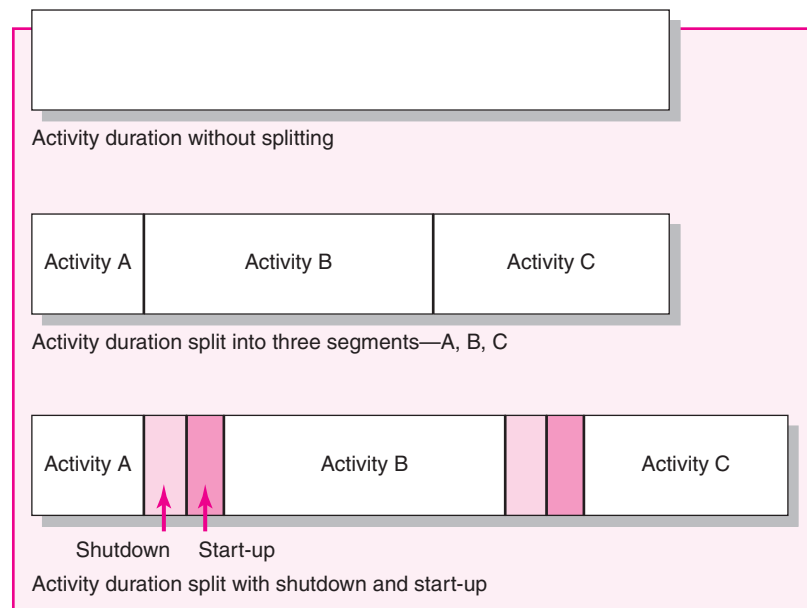 Activity duration without splitting
Activity A Activity B Activity C
Activity duration split into three segments—A, B, C
Activity A Activity B Activity C
Shutdown Start-up
Activity duration split with shutdown and start-up